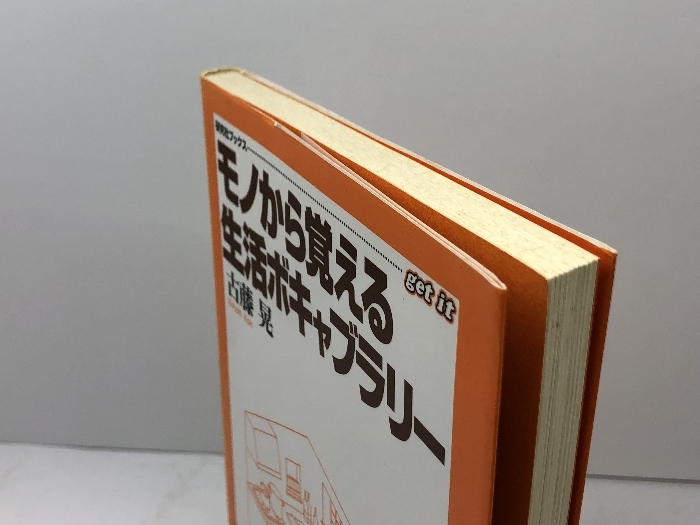 研究社ブックス
get it
モノから覚える
生活ボキャブラリー
古藤 晃